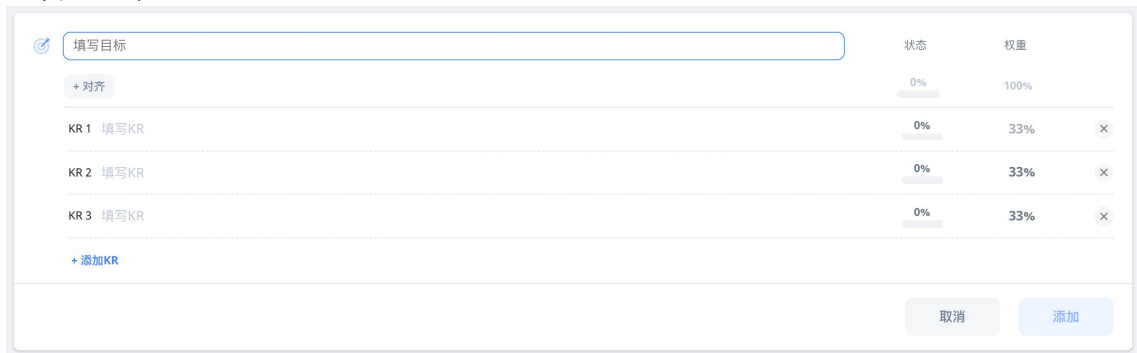 填写目标 状态 权重
+ 对齐 0% 100%
KR 1 填写KR 0% 33%
KR 2 填写KR 0% 33%
KR 3 填写KR 0% 33%
+ 添加KR
取消 添加